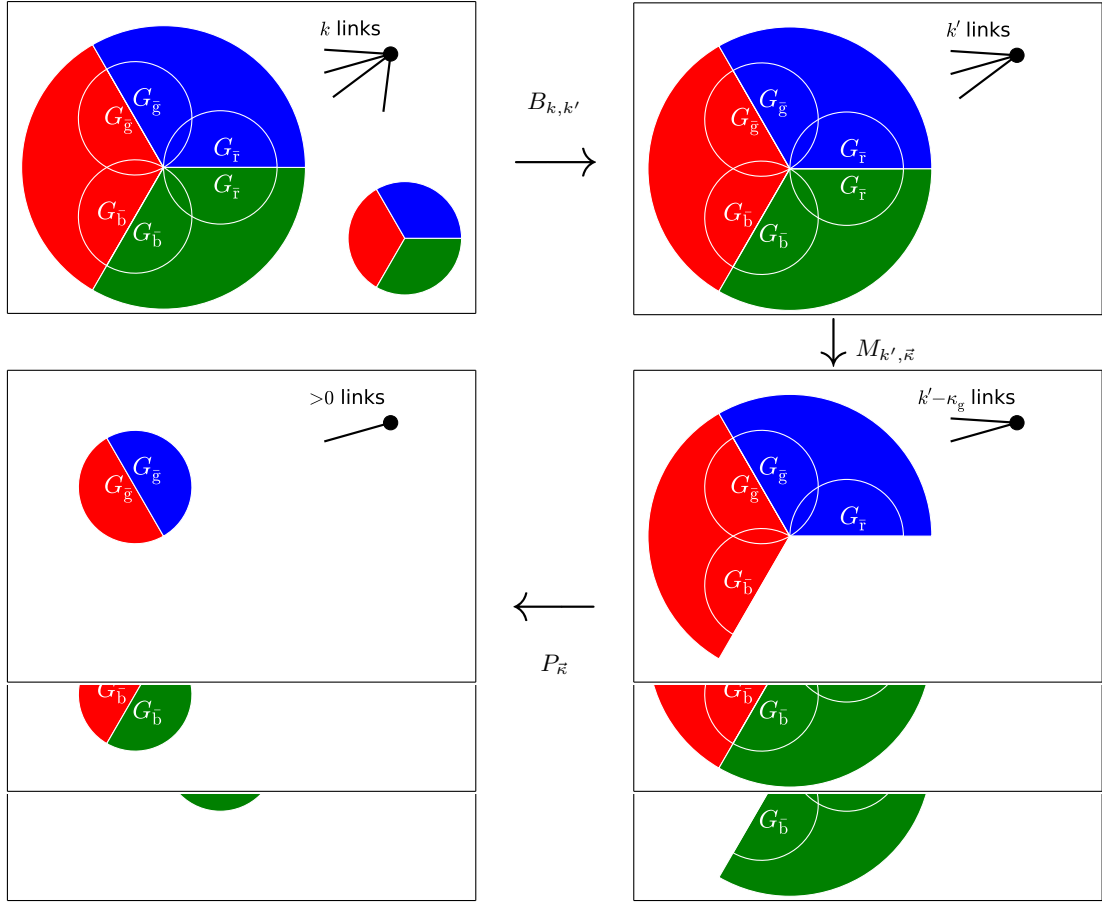 k links
G_ḡ
G_ḡ
G_r̄
G_r̄
G_b̄
G_b̄
B_{k,k′}
k′ links
G_ḡ
G_ḡ
G_r̄
G_r̄
G_b̄
G_b̄
M_{k′,κ⃗}
>0 links
G_ḡ
G_ḡ
k′−κ_g links
G_ḡ
G_ḡ
G_r̄
G_b̄
P_κ⃗
G_b̄
G_b̄
G_b̄
G_b̄
G_b̄